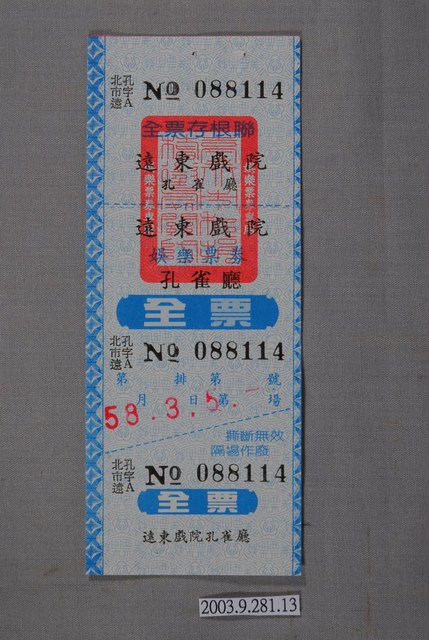 北市遠 孔字A № 088114
全票存根聯
遠東戲院
孔雀廳
遠東戲院
娛樂票券
孔雀廳
全票
北市遠 孔字A № 088114
第 排 第 號
月 日 第 場
58.3.5.
撕斷無效
隔場作廢
北市遠 孔字A № 088114
全票
遠東戲院孔雀廳
2003.9.281.13